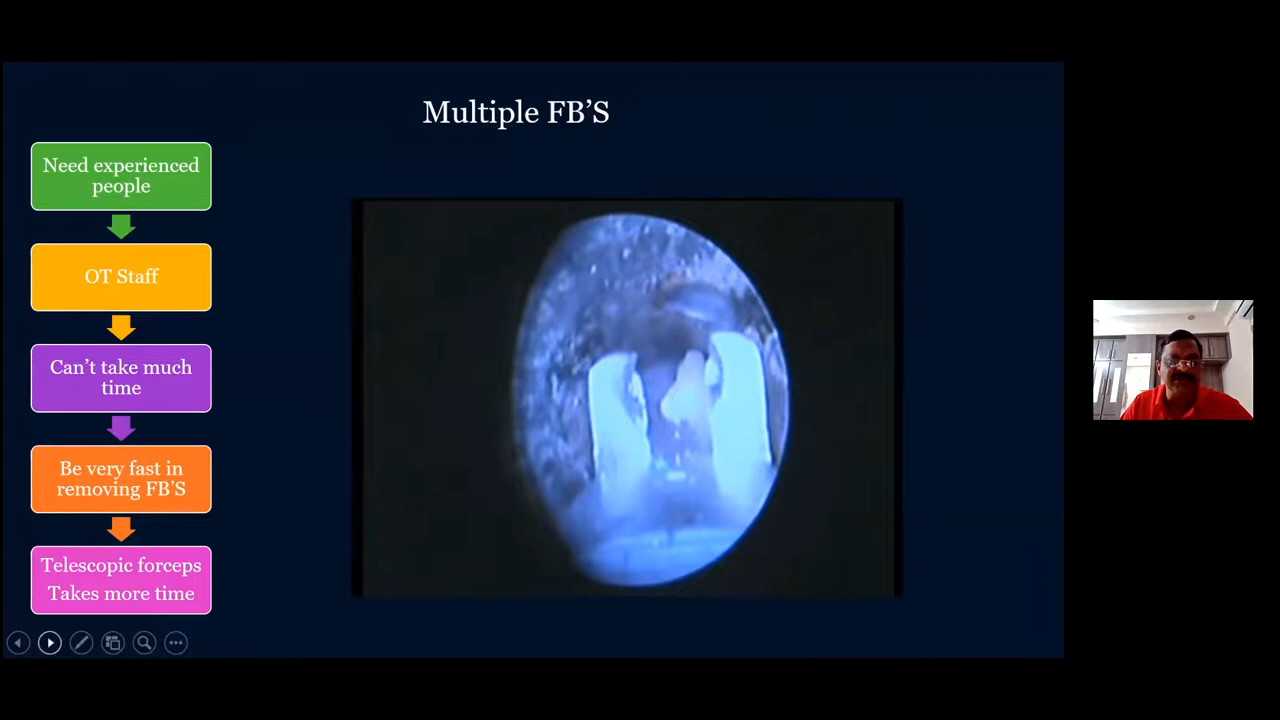 Multiple FB’S
Need experienced
people
OT Staff
Can’t take much
time
Be very fast in
removing FB’S
Telescopic forceps
Takes more time